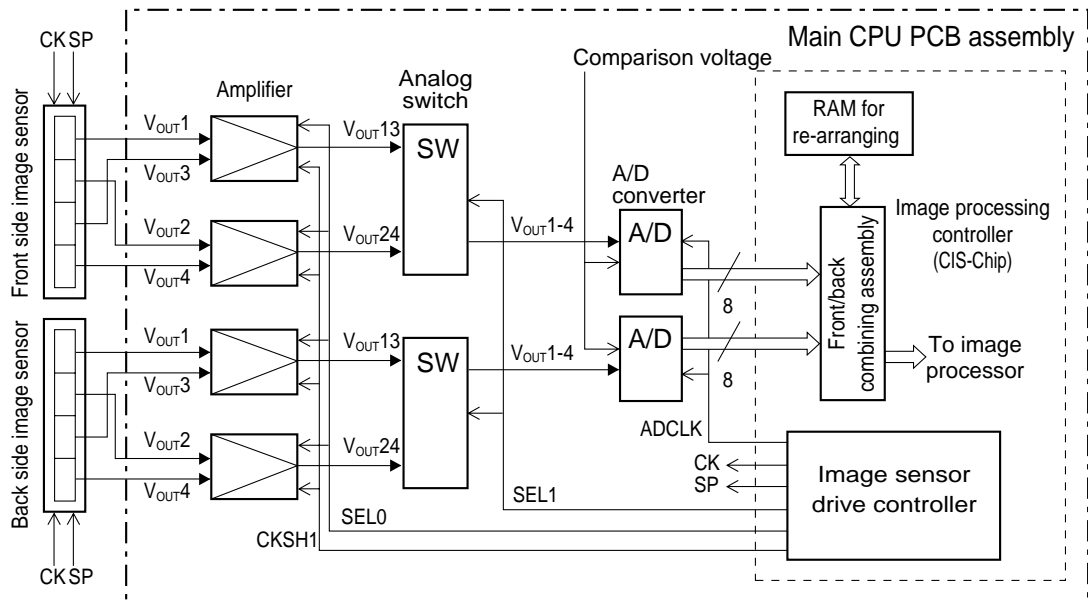 CK SP
Main CPU PCB assembly
Comparison voltage
Amplifier
Analog
switch
RAM for
re-arranging
Front side image sensor
VOUT1
VOUT3
VOUT2
VOUT4
VOUT13
VOUT24
SW
VOUT1-4
A/D
converter
A/D
8
Image processing
controller
(CIS-Chip)
Front/back
combining assembly
To image
processor
Back side image sensor
VOUT1
VOUT3
VOUT2
VOUT4
VOUT13
VOUT24
SW
VOUT1-4
A/D
8
ADCLK
CK
SP
SEL1
SEL0
CKSH1
Image sensor
drive controller
CK SP